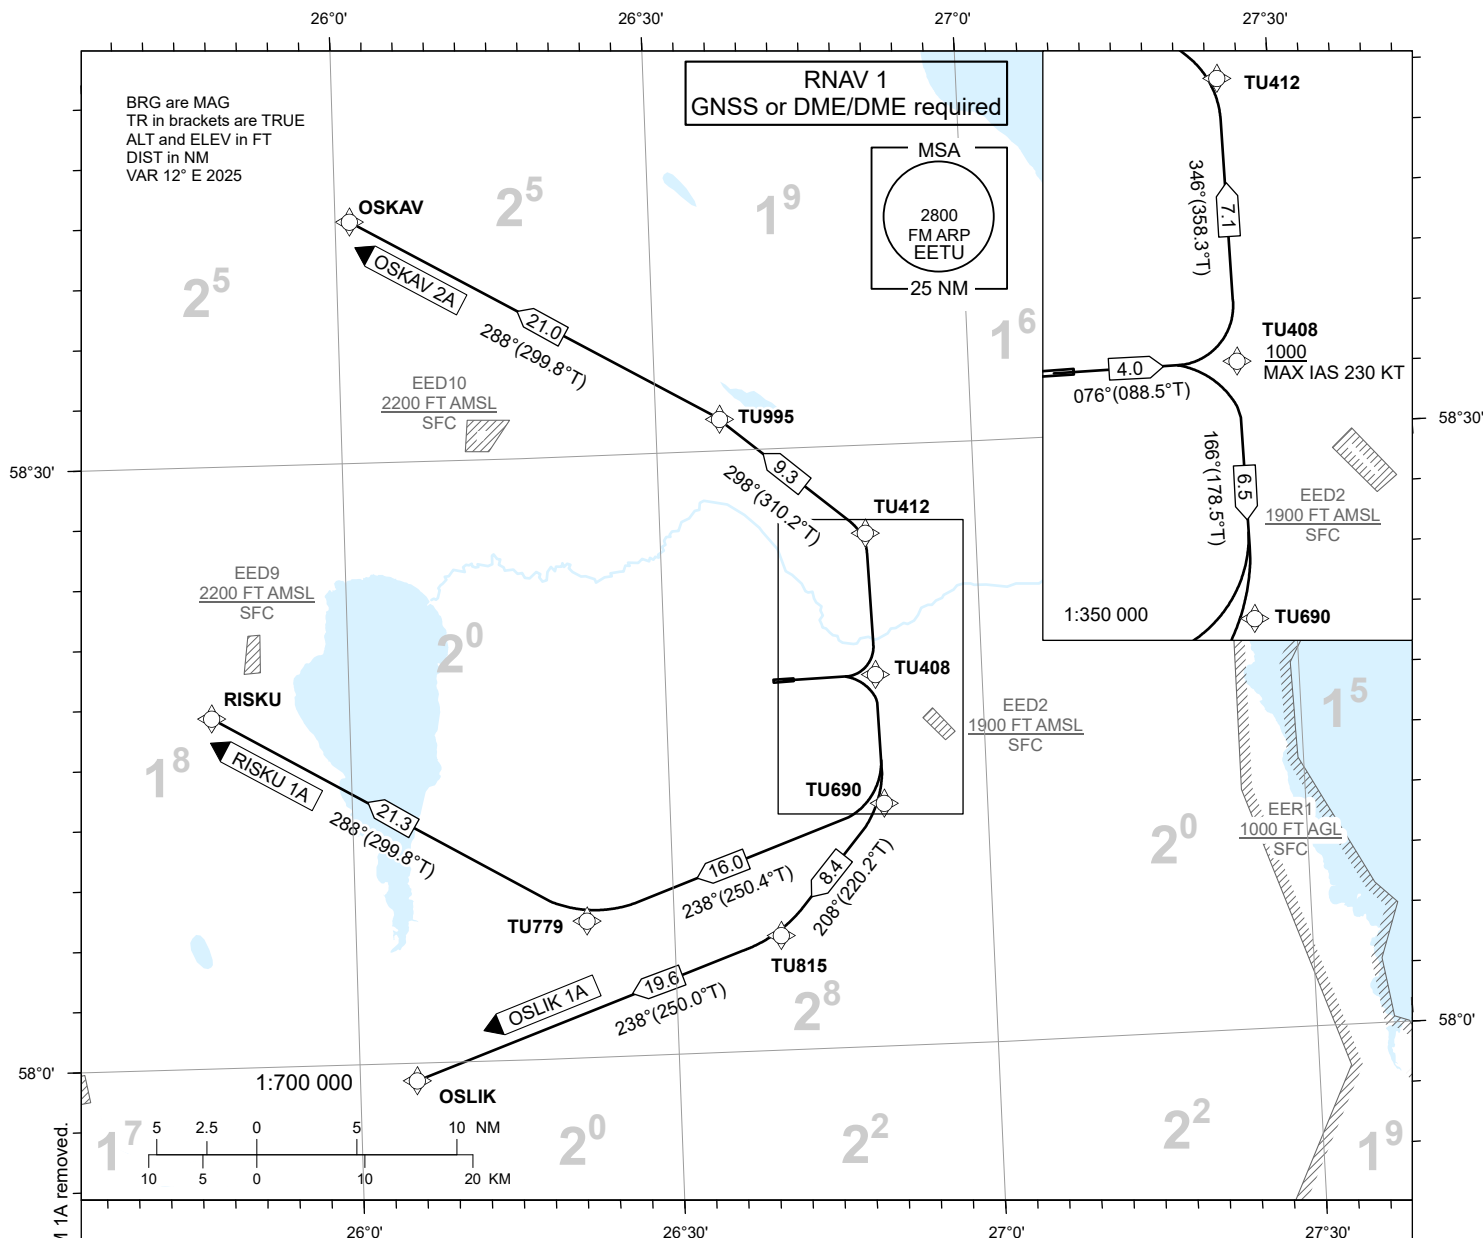 26°0'
26°30'
27°0'
27°30'
BRG are MAG
TR in brackets are TRUE
ALT and ELEV in FT
DIST in NM
VAR 12° E 2025
RNAV 1
GNSS or DME/DME required
MSA
2800
FM ARP
EETU
25 NM
TU412
346°(358.3°T)
7.1
TU408
1000
MAX IAS 230 KT
4.0
076°(088.5°T)
166°(178.5°T)
6.5
EED2
1900 FT AMSL
SFC
1:350 000
TU690
OSKAV
2⁵
1⁹
2⁵
OSKAV 2A
21.0
288°(299.8°T)
1⁶
EED10
2200 FT AMSL
SFC
TU995
58°30'
58°30'
9.3
298°(310.2°T)
TU412
EED9
2200 FT AMSL
SFC
2⁰
TU408
RISKU
EED2
1900 FT AMSL
SFC
1⁵
1⁸
RISKU 1A
21.3
288°(299.8°T)
TU690
EER1
1000 FT AGL
SFC
2⁰
16.0
238°(250.4°T)
8.4
208°(220.2°T)
TU779
TU815
19.6
238°(250.0°T)
OSLIK 1A
2⁸
58°0'
58°0'
1:700 000
OSLIK
5 2.5 0 5 10 NM
10 5 0 10 20 KM
1⁷
2⁰
2²
2²
1⁹
1A removed.
26°0'
26°30'
27°0'
27°30'